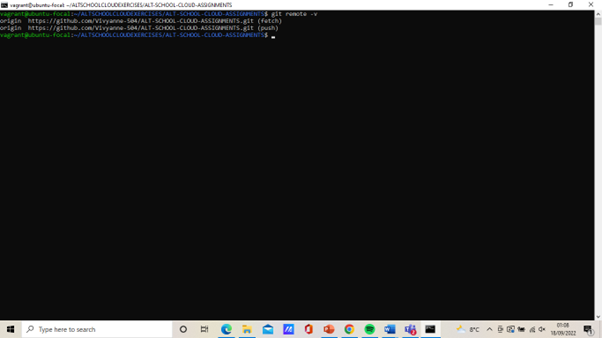 vagrant@ubuntu-focal: ~/ALTSCHOOLCLOUDEXERCISES/ALT-SCHOOL-CLOUD-ASSIGNMENTS
vagrant@ubuntu-focal:~/ALTSCHOOLCLOUDEXERCISES/ALT-SCHOOL-CLOUD-ASSIGNMENTS$ git remote -v
origin  https://github.com/Vivyanne-504/ALT-SCHOOL-CLOUD-ASSIGNMENTS.git (fetch)
origin  https://github.com/Vivyanne-504/ALT-SCHOOL-CLOUD-ASSIGNMENTS.git (push)
vagrant@ubuntu-focal:~/ALTSCHOOLCLOUDEXERCISES/ALT-SCHOOL-CLOUD-ASSIGNMENTS$
Type here to search
8°C
01:08
18/09/2022